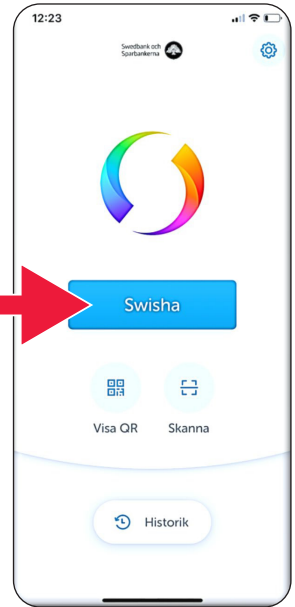 12:23
Swedbank och
Sparbankerna
Swisha
Visa QR
Skanna
Historik